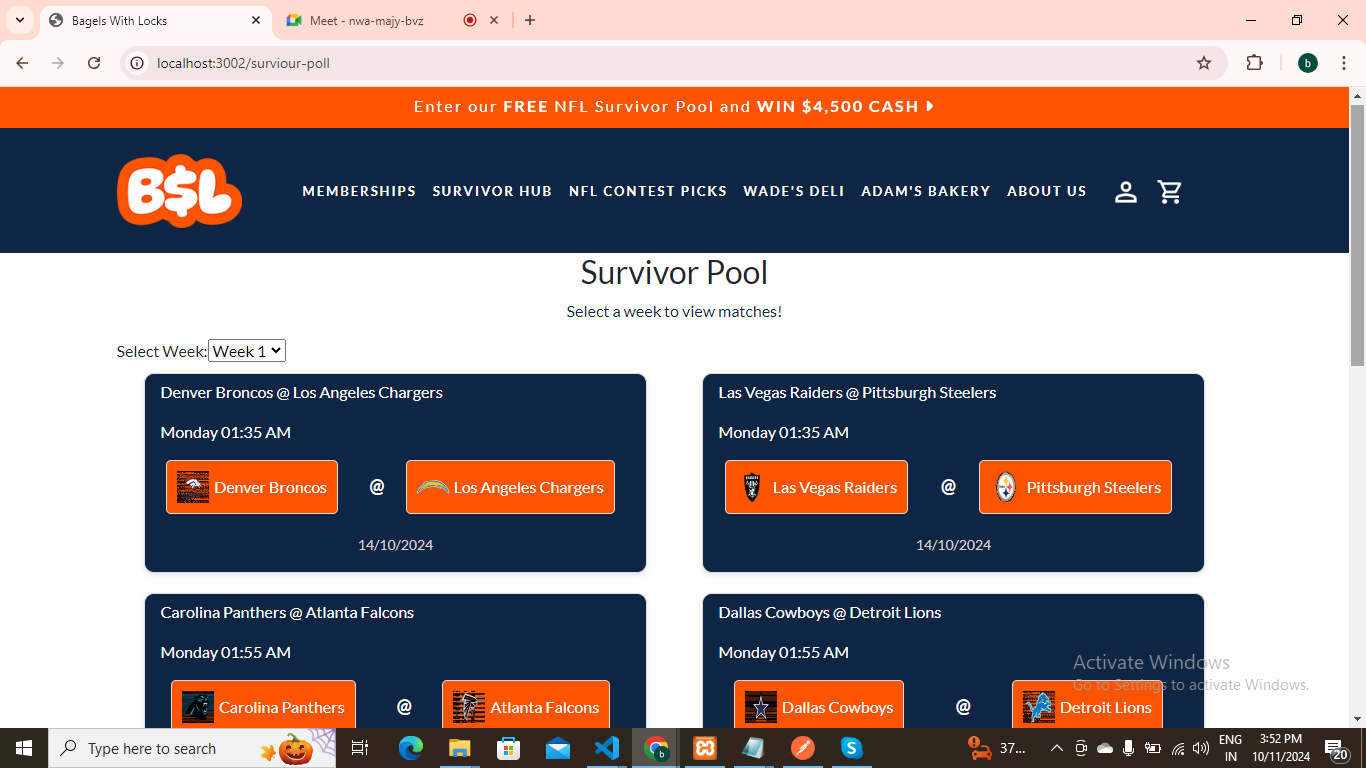 Bagels With Locks
Meet - nwa-majy-bvz
localhost:3002/surviour-poll
b
Enter our FREE NFL Survivor Pool and WIN $4,500 CASH
B$L
MEMBERSHIPS SURVIVOR HUB NFL CONTEST PICKS WADE'S DELI ADAM'S BAKERY ABOUT US
Survivor Pool
Select a week to view matches!
Select Week: Week 1
Denver Broncos @ Los Angeles Chargers
Monday 01:35 AM
Denver Broncos @ Los Angeles Chargers
14/10/2024
Las Vegas Raiders @ Pittsburgh Steelers
Monday 01:35 AM
Las Vegas Raiders @ Pittsburgh Steelers
14/10/2024
Carolina Panthers @ Atlanta Falcons
Monday 01:55 AM
Carolina Panthers @ Atlanta Falcons
Dallas Cowboys @ Detroit Lions
Monday 01:55 AM
Dallas Cowboys @ Detroit Lions
Activate Windows
Go to Settings to activate Windows.
Type here to search
37...
ENG
IN
3:52 PM
10/11/2024
20